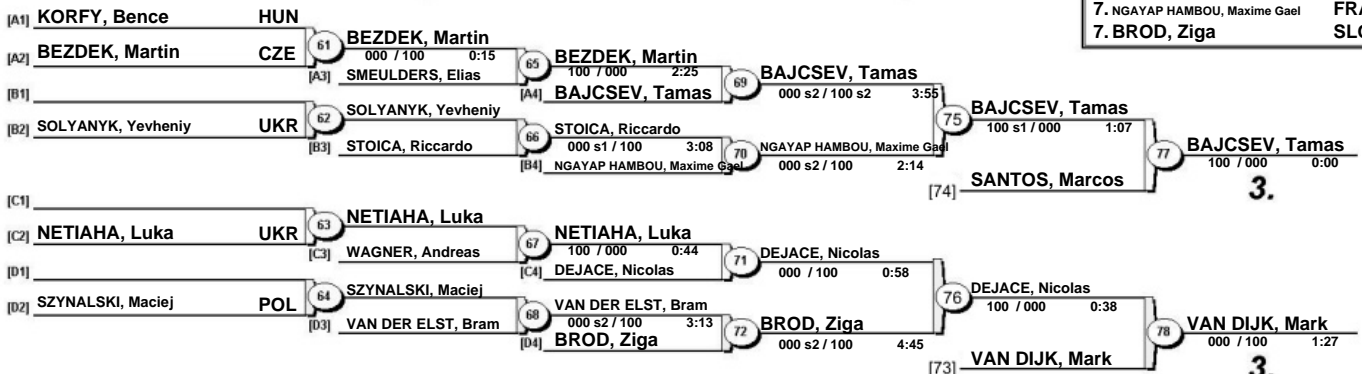 7. NGAYAP HAMBOU, Maxime Gael FRA
7. BROD, Ziga
[A1] KORFY, Bence HUN
[A2] BEZDEK, Martin CZE
61 BEZDEK, Martin
000 / 100 0:15
[A3] SMEULDERS, Elias
65 BEZDEK, Martin
100 / 000 2:25
[A4] BAJCSEV, Tamas
69 BAJCSEV, Tamas
000 s2 / 100 s2 3:55
[B1]
[B2] SOLYANYK, Yevheniy UKR
62 SOLYANYK, Yevheniy
[B3] STOICA, Riccardo
66 STOICA, Riccardo
000 s1 / 100 3:08
[B4] NGAYAP HAMBOU, Maxime Gael
70 NGAYAP HAMBOU, Maxime Gael
000 s2 / 100 2:14
75 BAJCSEV, Tamas
100 s1 / 000 1:07
[74] SANTOS, Marcos
77 BAJCSEV, Tamas
100 / 000 0:00
3.
[C1]
[C2] NETIAHA, Luka UKR
63 NETIAHA, Luka
[C3] WAGNER, Andreas
67 NETIAHA, Luka
100 / 000 0:44
[C4] DEJACE, Nicolas
71 DEJACE, Nicolas
000 / 100 0:58
[D1]
[D2] SZYNALSKI, Maciej POL
64 SZYNALSKI, Maciej
[D3] VAN DER ELST, Bram
68 VAN DER ELST, Bram
000 s2 / 100 3:13
[D4] BROD, Ziga
72 BROD, Ziga
000 s2 / 100 4:45
76 DEJACE, Nicolas
100 / 000 0:38
[73] VAN DIJK, Mark
78 VAN DIJK, Mark
000 / 100 1:27
3.